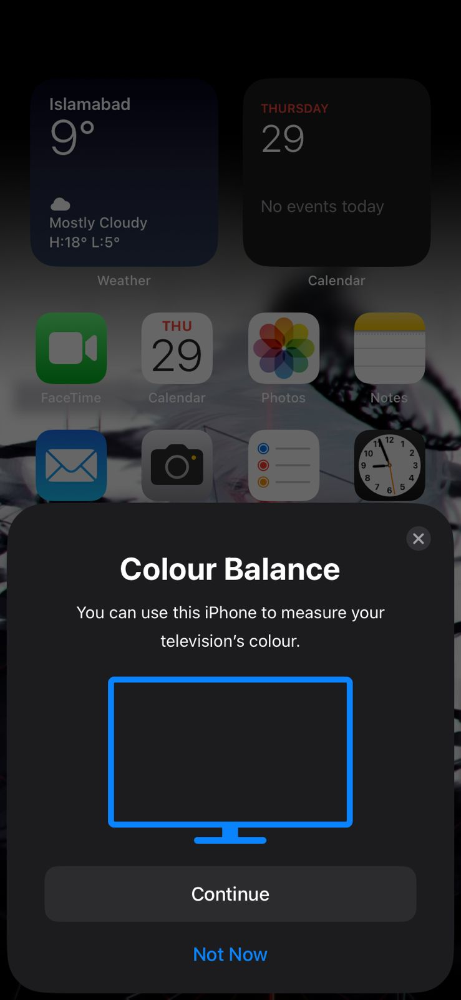 Islamabad
9°
Mostly Cloudy
H:18° L:5°
Weather
THURSDAY
29
No events today
Calendar
FaceTime
THU
29
Calendar
Photos
Notes
12
1
2
3
4
5
6
7
8
9
10
11
Colour Balance
You can use this iPhone to measure your
television’s colour.
Continue
Not Now